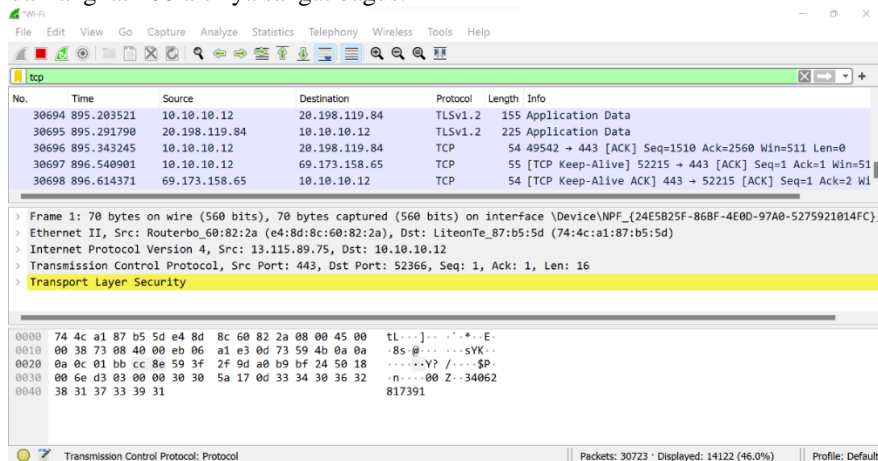 *Wi-Fi
File Edit View Go Capture Analyze Statistics Telephony Wireless Tools Help
tcp
No. Time Source Destination Protocol Length Info
30694 895.203521 10.10.10.12 20.198.119.84 TLSv1.2 155 Application Data
30695 895.291790 20.198.119.84 10.10.10.12 TLSv1.2 225 Application Data
30696 895.343245 10.10.10.12 20.198.119.84 TCP 54 49542 → 443 [ACK] Seq=1510 Ack=2560 Win=511 Len=0
30697 896.540901 10.10.10.12 69.173.158.65 TCP 55 [TCP Keep-Alive] 52215 → 443 [ACK] Seq=1 Ack=1 Win=51
30698 896.614371 69.173.158.65 10.10.10.12 TCP 54 [TCP Keep-Alive ACK] 443 → 52215 [ACK] Seq=1 Ack=2 Wi
> Frame 1: 70 bytes on wire (560 bits), 70 bytes captured (560 bits) on interface \Device\NPF_{24E5B25F-86BF-4E0D-97A0-5275921014FC},
> Ethernet II, Src: Routerbo_60:82:2a (e4:8d:8c:60:82:2a), Dst: LiteonTe_87:b5:5d (74:4c:a1:87:b5:5d)
> Internet Protocol Version 4, Src: 13.115.89.75, Dst: 10.10.10.12
> Transmission Control Protocol, Src Port: 443, Dst Port: 52366, Seq: 1, Ack: 1, Len: 16
> Transport Layer Security
0000 74 4c a1 87 b5 5d e4 8d 8c 60 82 2a 08 00 45 00 tL···]·· ·`·*··E·
0010 00 38 73 08 40 00 eb 06 a1 e3 0d 73 59 4b 0a 0a ·8s·@··· ···sYK··
0020 0a 0c 01 bb cc 8e 59 3f 2f 9d a0 b9 bf 24 50 18 ······Y? /····$P·
0030 00 6e d3 03 00 00 30 30 5a 17 0d 33 34 30 36 32 ·n····00 Z··34062
0040 38 31 37 33 39 31 817391
Transmission Control Protocol: Protocol
Packets: 30723 · Displayed: 14122 (46.0%)
Profile: Default